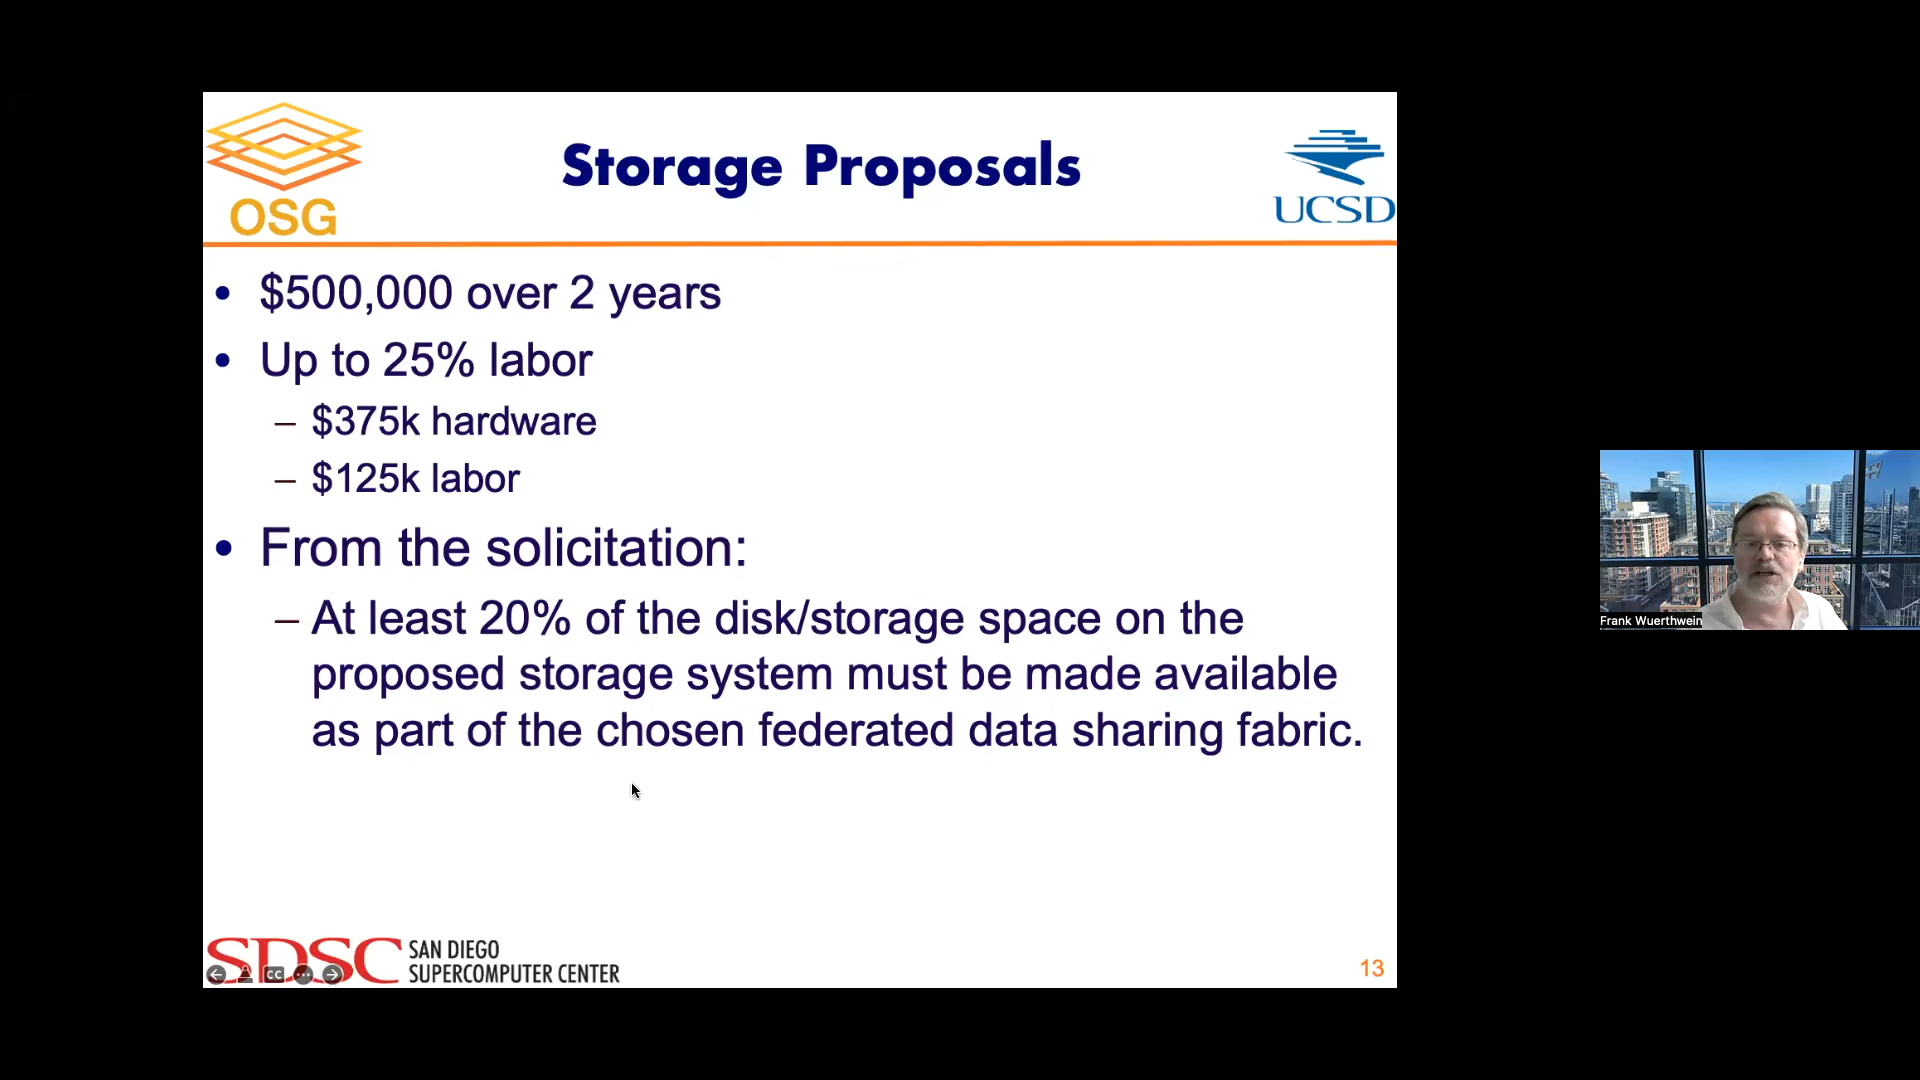 Storage Proposals
OSG
UCSD
• $500,000 over 2 years
• Up to 25% labor
– $375k hardware
– $125k labor
• From the solicitation:
– At least 20% of the disk/storage space on the
proposed storage system must be made available
as part of the chosen federated data sharing fabric.
Frank Wuerthwein
SDSC SAN DIEGO
SUPERCOMPUTER CENTER
CC
13